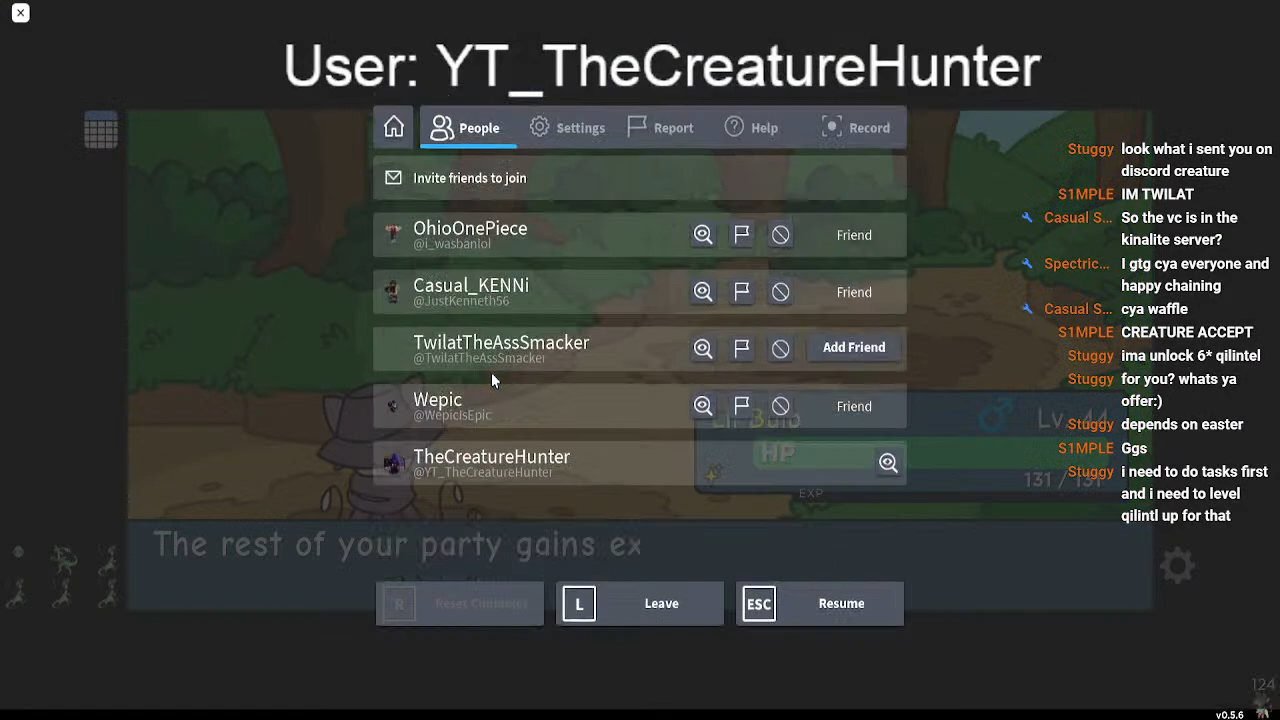 User: YT_TheCreatureHunter
People
Settings
Report
Help
Record
Invite friends to join
OhioOnePiece
@i_wasbanlol
Friend
Casual_KENNi
@JustKenneth56
Friend
TwilatTheAssSmacker
@TwilatTheAssSmacker
Add Friend
Wepic
@WepicIsEpic
Friend
TheCreatureHunter
@YT_TheCreatureHunter
Lv. 44
HP
131 / 131
EXP
The rest of your party gains ex
R Reset Character
L Leave
ESC Resume
Stuggy look what i sent you on
discord creature
S1MPLE IM TWILAT
Casual S... So the vc is in the
kinalite server?
Spectric... I gtg cya everyone and
happy chaining
Casual S... cya waffle
S1MPLE CREATURE ACCEPT
Stuggy ima unlock 6* qilintel
Stuggy for you? whats ya
offer:)
Stuggy depends on easter
S1MPLE Ggs
Stuggy i need to do tasks first
and i need to level
qilintl up for that
124
v0.5.6